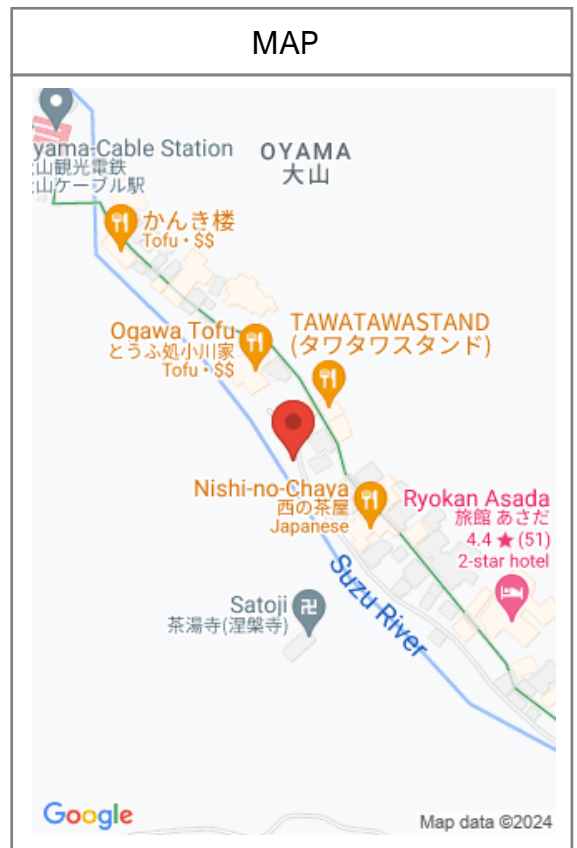 MAP
yama-Cable Station
山観光電鉄
山ケーブル駅
OYAMA
大山
かんき楼
Tofu • $$
Ogawa Tofu
とうふ処小川家
Tofu • $$
TAWATAWASTAND
(タワタワスタンド)
Nishi-no-Chaya
西の茶屋
Japanese
Ryokan Asada
旅館 あさだ
4.4 ★ (51)
2-star hotel
Suzu River
Satoji
茶湯寺(涅槃寺)
Google
Map data ©2024